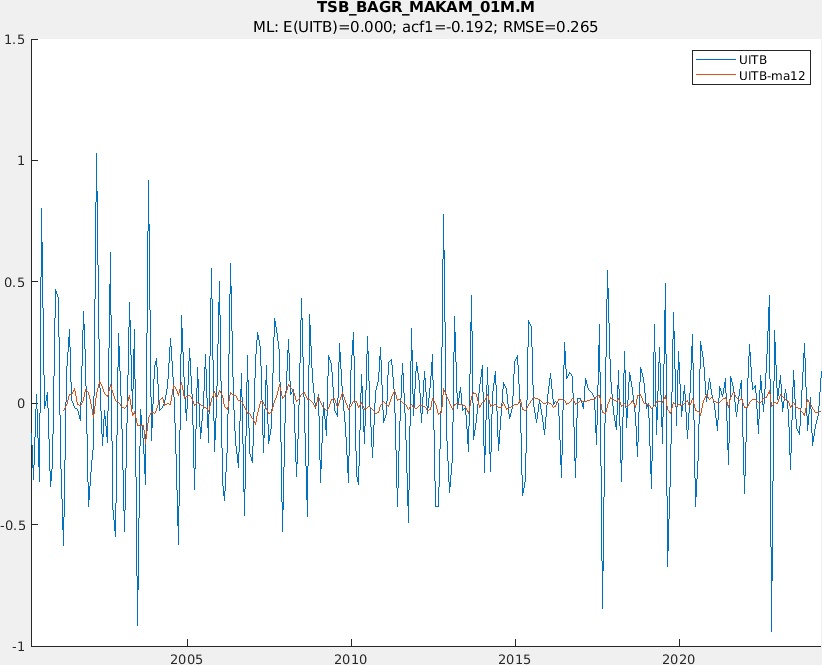 TSB_BAGR_MAKAM_01M.M
ML: E(UITB)=0.000; acf1=-0.192; RMSE=0.265
1.5
UITB
UITB-ma12
1
0.5
0
-0.5
-1
2005 2010 2015 2020